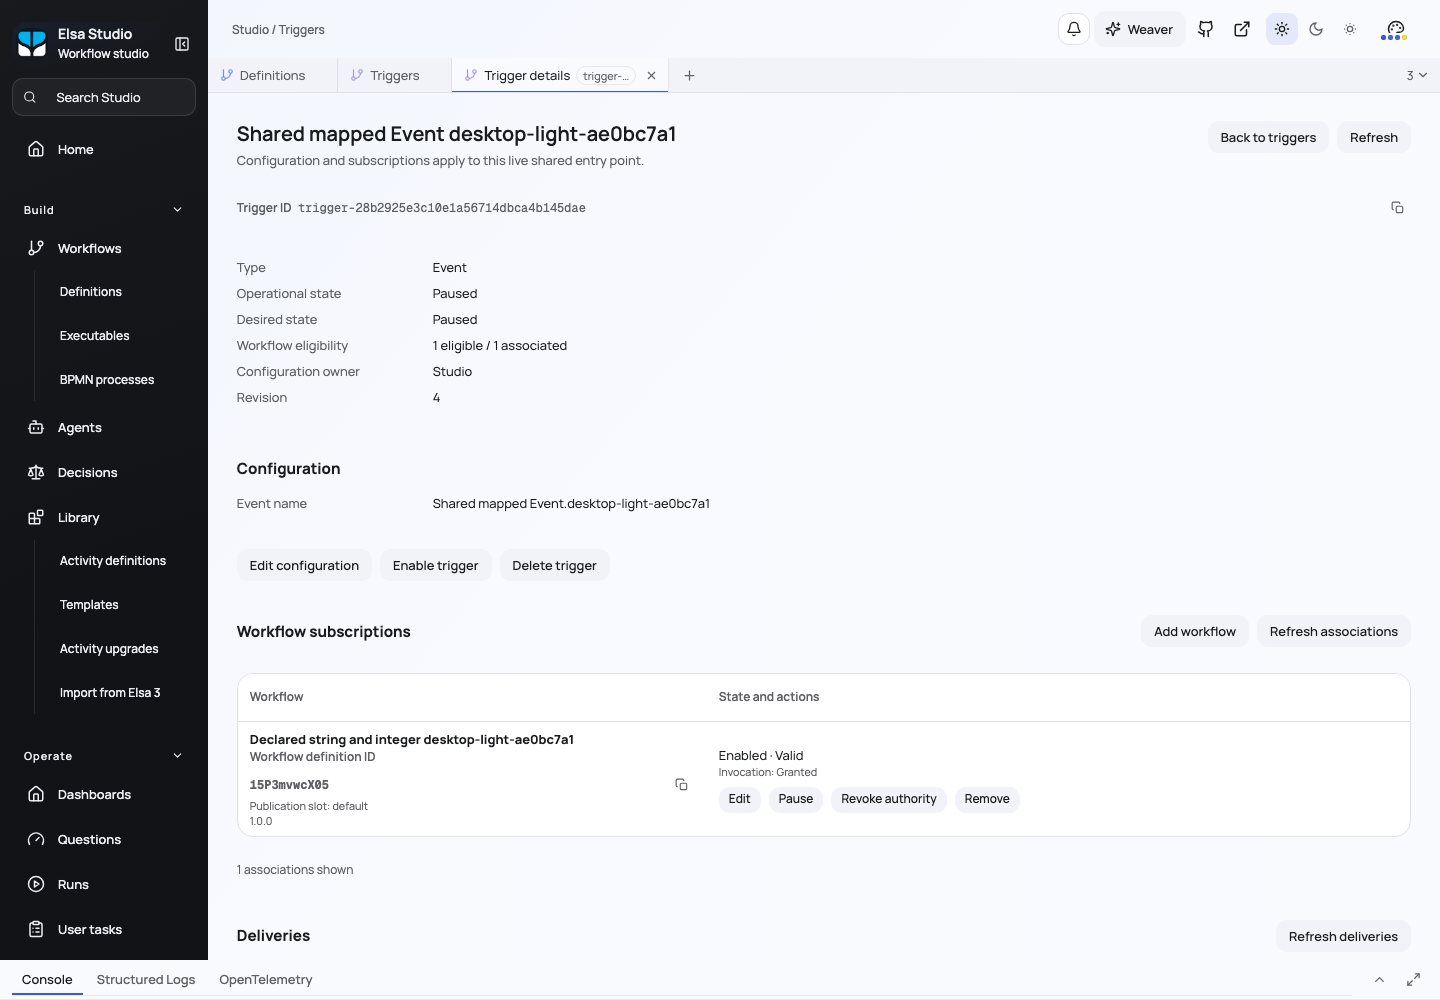 Elsa Studio
Workflow studio
Search Studio
Home
Build
Workflows
Definitions
Executables
BPMN processes
Agents
Decisions
Library
Activity definitions
Templates
Activity upgrades
Import from Elsa 3
Operate
Dashboards
Questions
Runs
User tasks
Studio / Triggers
Weaver
Definitions
Triggers
Trigger details trigger-...
3
Shared mapped Event desktop-light-ae0bc7a1
Configuration and subscriptions apply to this live shared entry point.
Back to triggers
Refresh
Trigger ID trigger-28b2925e3c10e1a56714dbca4b145dae
Type Event
Operational state Paused
Desired state Paused
Workflow eligibility 1 eligible / 1 associated
Configuration owner Studio
Revision 4
Configuration
Event name Shared mapped Event.desktop-light-ae0bc7a1
Edit configuration Enable trigger Delete trigger
Workflow subscriptions
Add workflow Refresh associations
Workflow State and actions
Declared string and integer desktop-light-ae0bc7a1
Workflow definition ID
15P3mvwcX05
Publication slot: default
1.0.0
Enabled · Valid
Invocation: Granted
Edit Pause Revoke authority Remove
1 associations shown
Deliveries
Refresh deliveries
Console Structured Logs OpenTelemetry